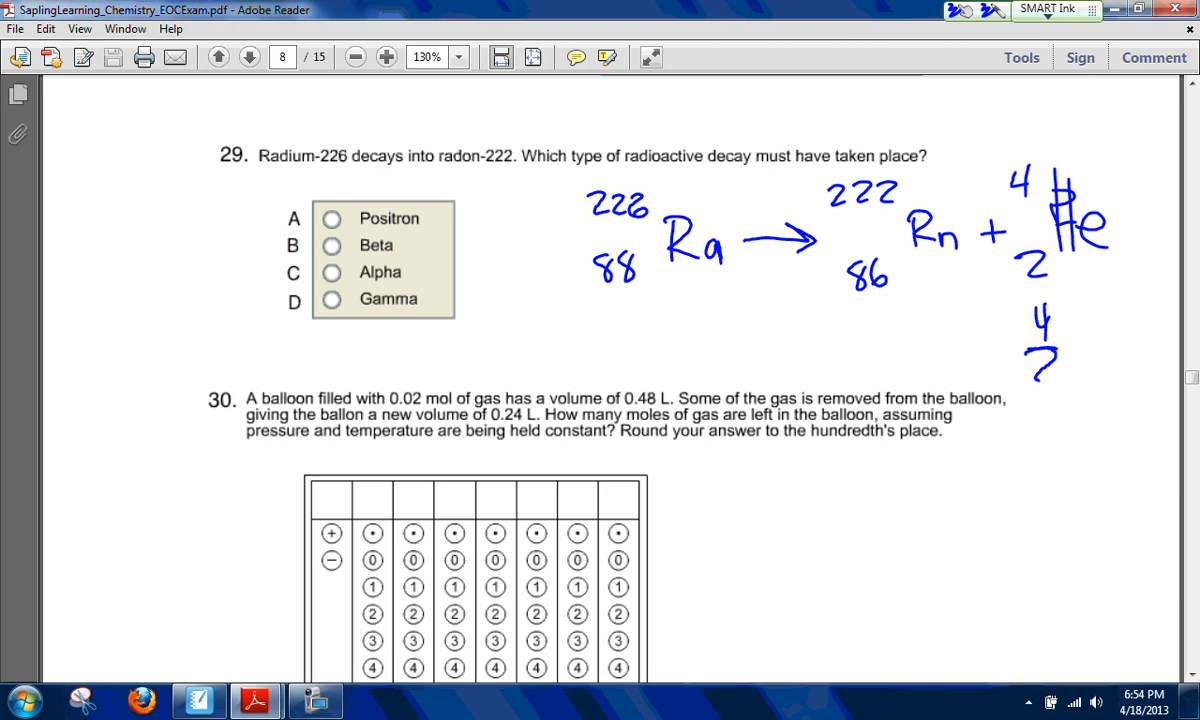 SaplingLearning_Chemistry_EOCExam.pdf - Adobe Reader
SMART Ink
File Edit View Window Help
8 / 15 130% Tools Sign Comment
29. Radium-226 decays into radon-222. Which type of radioactive decay must have taken place?
A Positron
B Beta
C Alpha
D Gamma
226 222 4
Ra → Rn + He
88 86 2
4
2
30. A balloon filled with 0.02 mol of gas has a volume of 0.48 L. Some of the gas is removed from the balloon,
giving the ballon a new volume of 0.24 L. How many moles of gas are left in the balloon, assuming
pressure and temperature are being held constant? Round your answer to the hundredth's place.
+ . . . . . . .
− 0 0 0 0 0 0 0
1 1 1 1 1 1 1
2 2 2 2 2 2 2
3 3 3 3 3 3 3
4 4 4 4 4 4 4
6:54 PM
4/18/2013